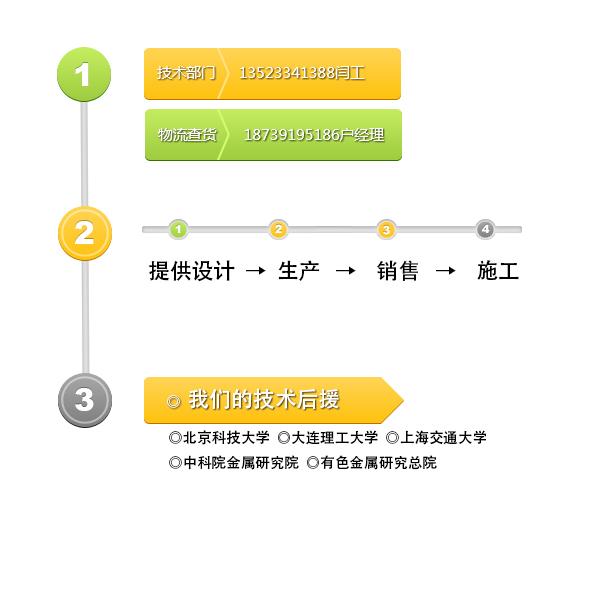 1
技术部门 13523341388闫工
物流查货 18739195186户经理
2
1 2 3 4
提供设计 → 生产 → 销售 → 施工
3
◎ 我们的技术后援
◎北京科技大学 ◎大连理工大学 ◎上海交通大学
◎中科院金属研究院 ◎有色金属研究总院